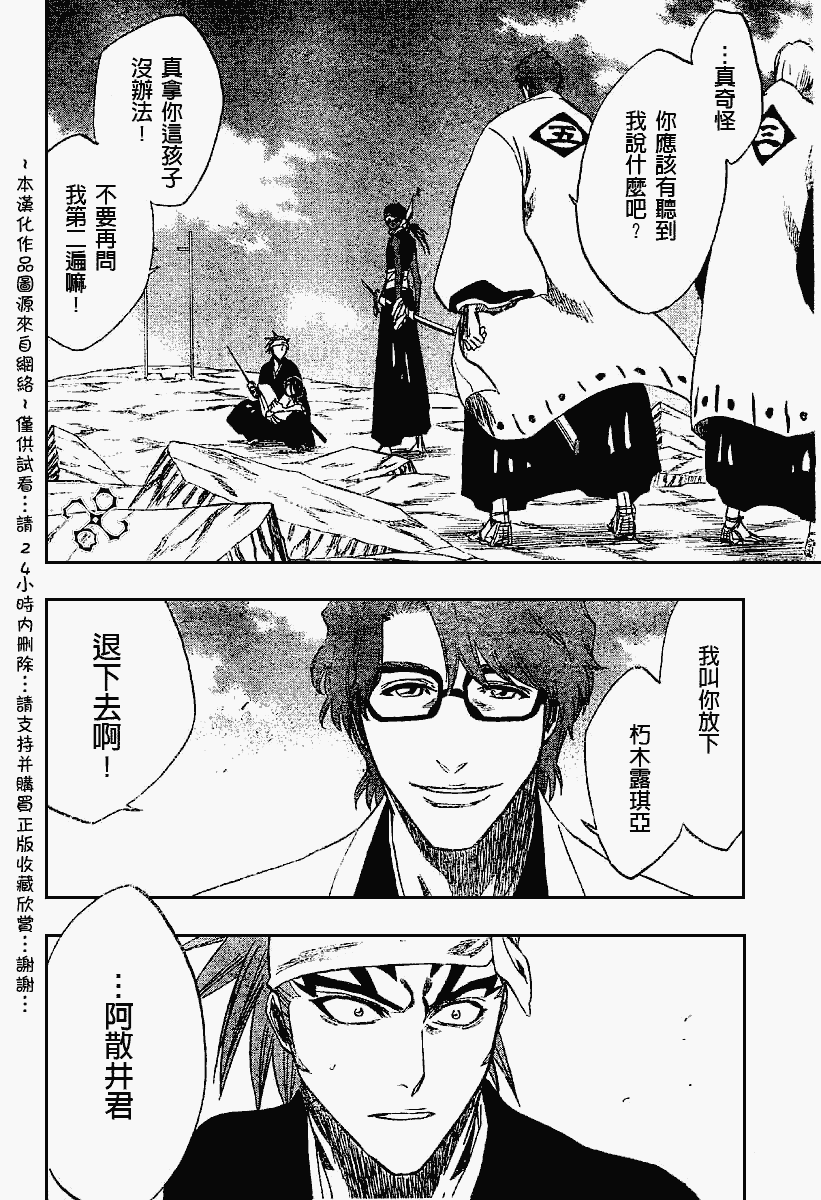 …真奇怪
你應該有聽到
我說什麼吧？
五
三
真拿你這孩子
沒辦法！
不要再問
我第二遍嘛！
我叫你放下
朽木露琪亞
退下去啊！
…阿散井君
~本漢化作品圖源來自網絡~僅供試看…請24小時內刪除…請支持并購買正版收藏欣賞…謝謝…